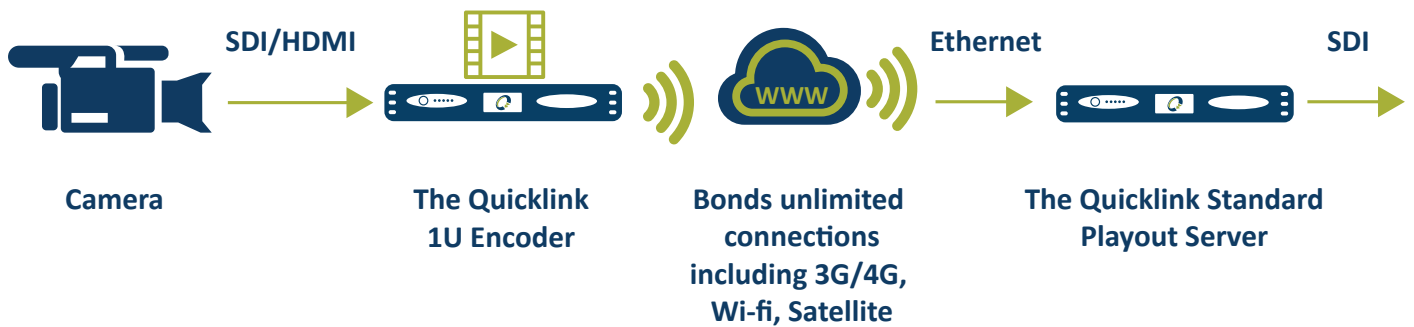 SDI/HDMI
Ethernet
SDI
WWW
Camera
The Quicklink
1U Encoder
Bonds unlimited
connections
including 3G/4G,
Wi-fi, Satellite
The Quicklink Standard
Playout Server